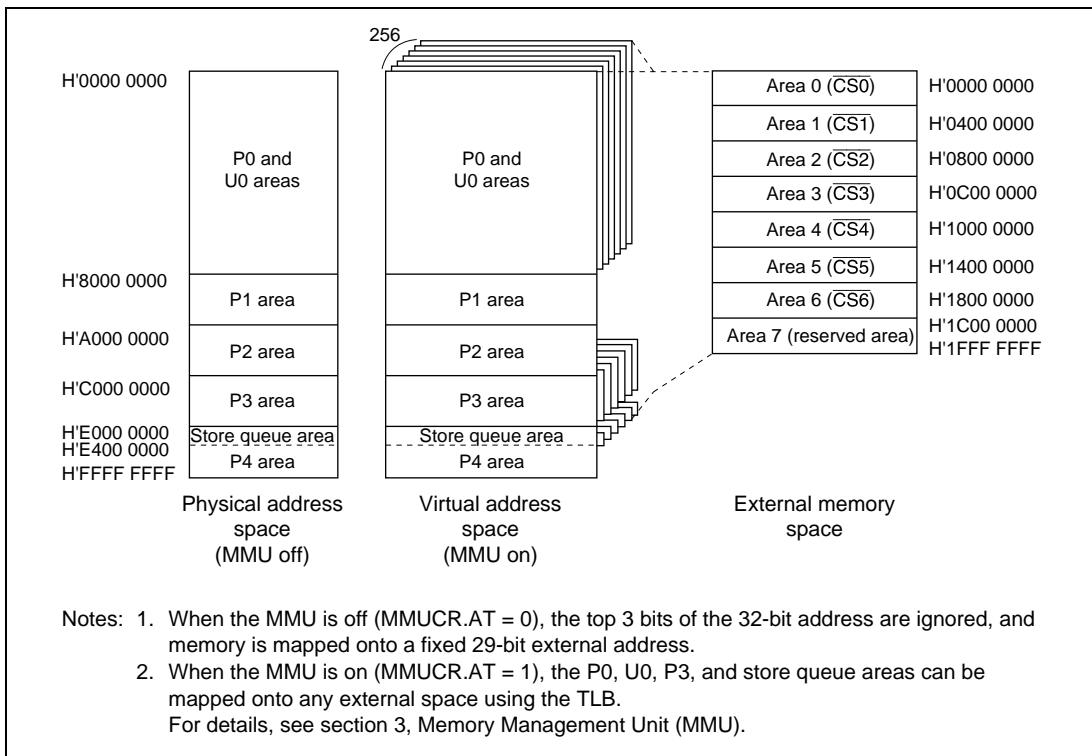 256
H'0000 0000
P0 and
U0 areas
H'8000 0000
P1 area
H'A000 0000
P2 area
H'C000 0000
P3 area
H'E000 0000
Store queue area
H'E400 0000
P4 area
H'FFFF FFFF
Physical address
space
(MMU off)
P0 and
U0 areas
P1 area
P2 area
P3 area
Store queue area
P4 area
Virtual address
space
(MMU on)
Area 0 (C̅S̅0̅) H'0000 0000
Area 1 (C̅S̅1̅) H'0400 0000
Area 2 (C̅S̅2̅) H'0800 0000
Area 3 (C̅S̅3̅) H'0C00 0000
Area 4 (C̅S̅4̅) H'1000 0000
Area 5 (C̅S̅5̅) H'1400 0000
Area 6 (C̅S̅6̅) H'1800 0000
H'1C00 0000
Area 7 (reserved area)
H'1FFF FFFF
External memory
space
Notes: 1. When the MMU is off (MMUCR.AT = 0), the top 3 bits of the 32-bit address are ignored, and
memory is mapped onto a fixed 29-bit external address.
2. When the MMU is on (MMUCR.AT = 1), the P0, U0, P3, and store queue areas can be
mapped onto any external space using the TLB.
For details, see section 3, Memory Management Unit (MMU).